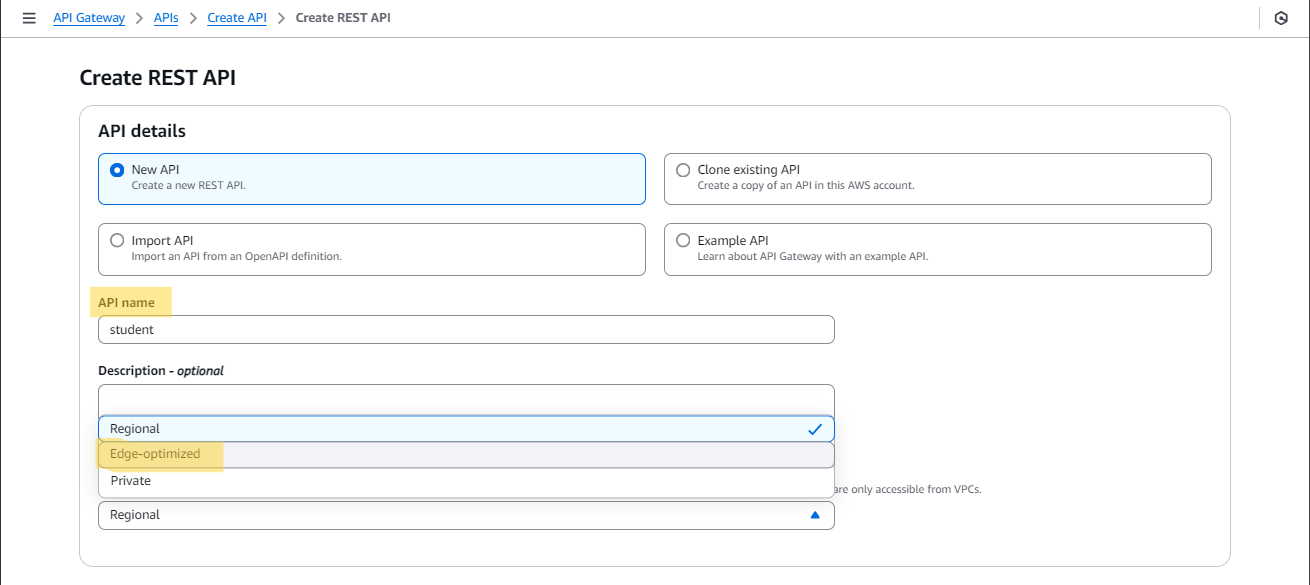 API Gateway > APIs > Create API > Create REST API
Create REST API
API details
New API
Create a new REST API.
Clone existing API
Create a copy of an API in this AWS account.
Import API
Import an API from an OpenAPI definition.
Example API
Learn about API Gateway with an example API.
API name
student
Description - optional
Regional
Edge-optimized
Private
are only accessible from VPCs.
Regional